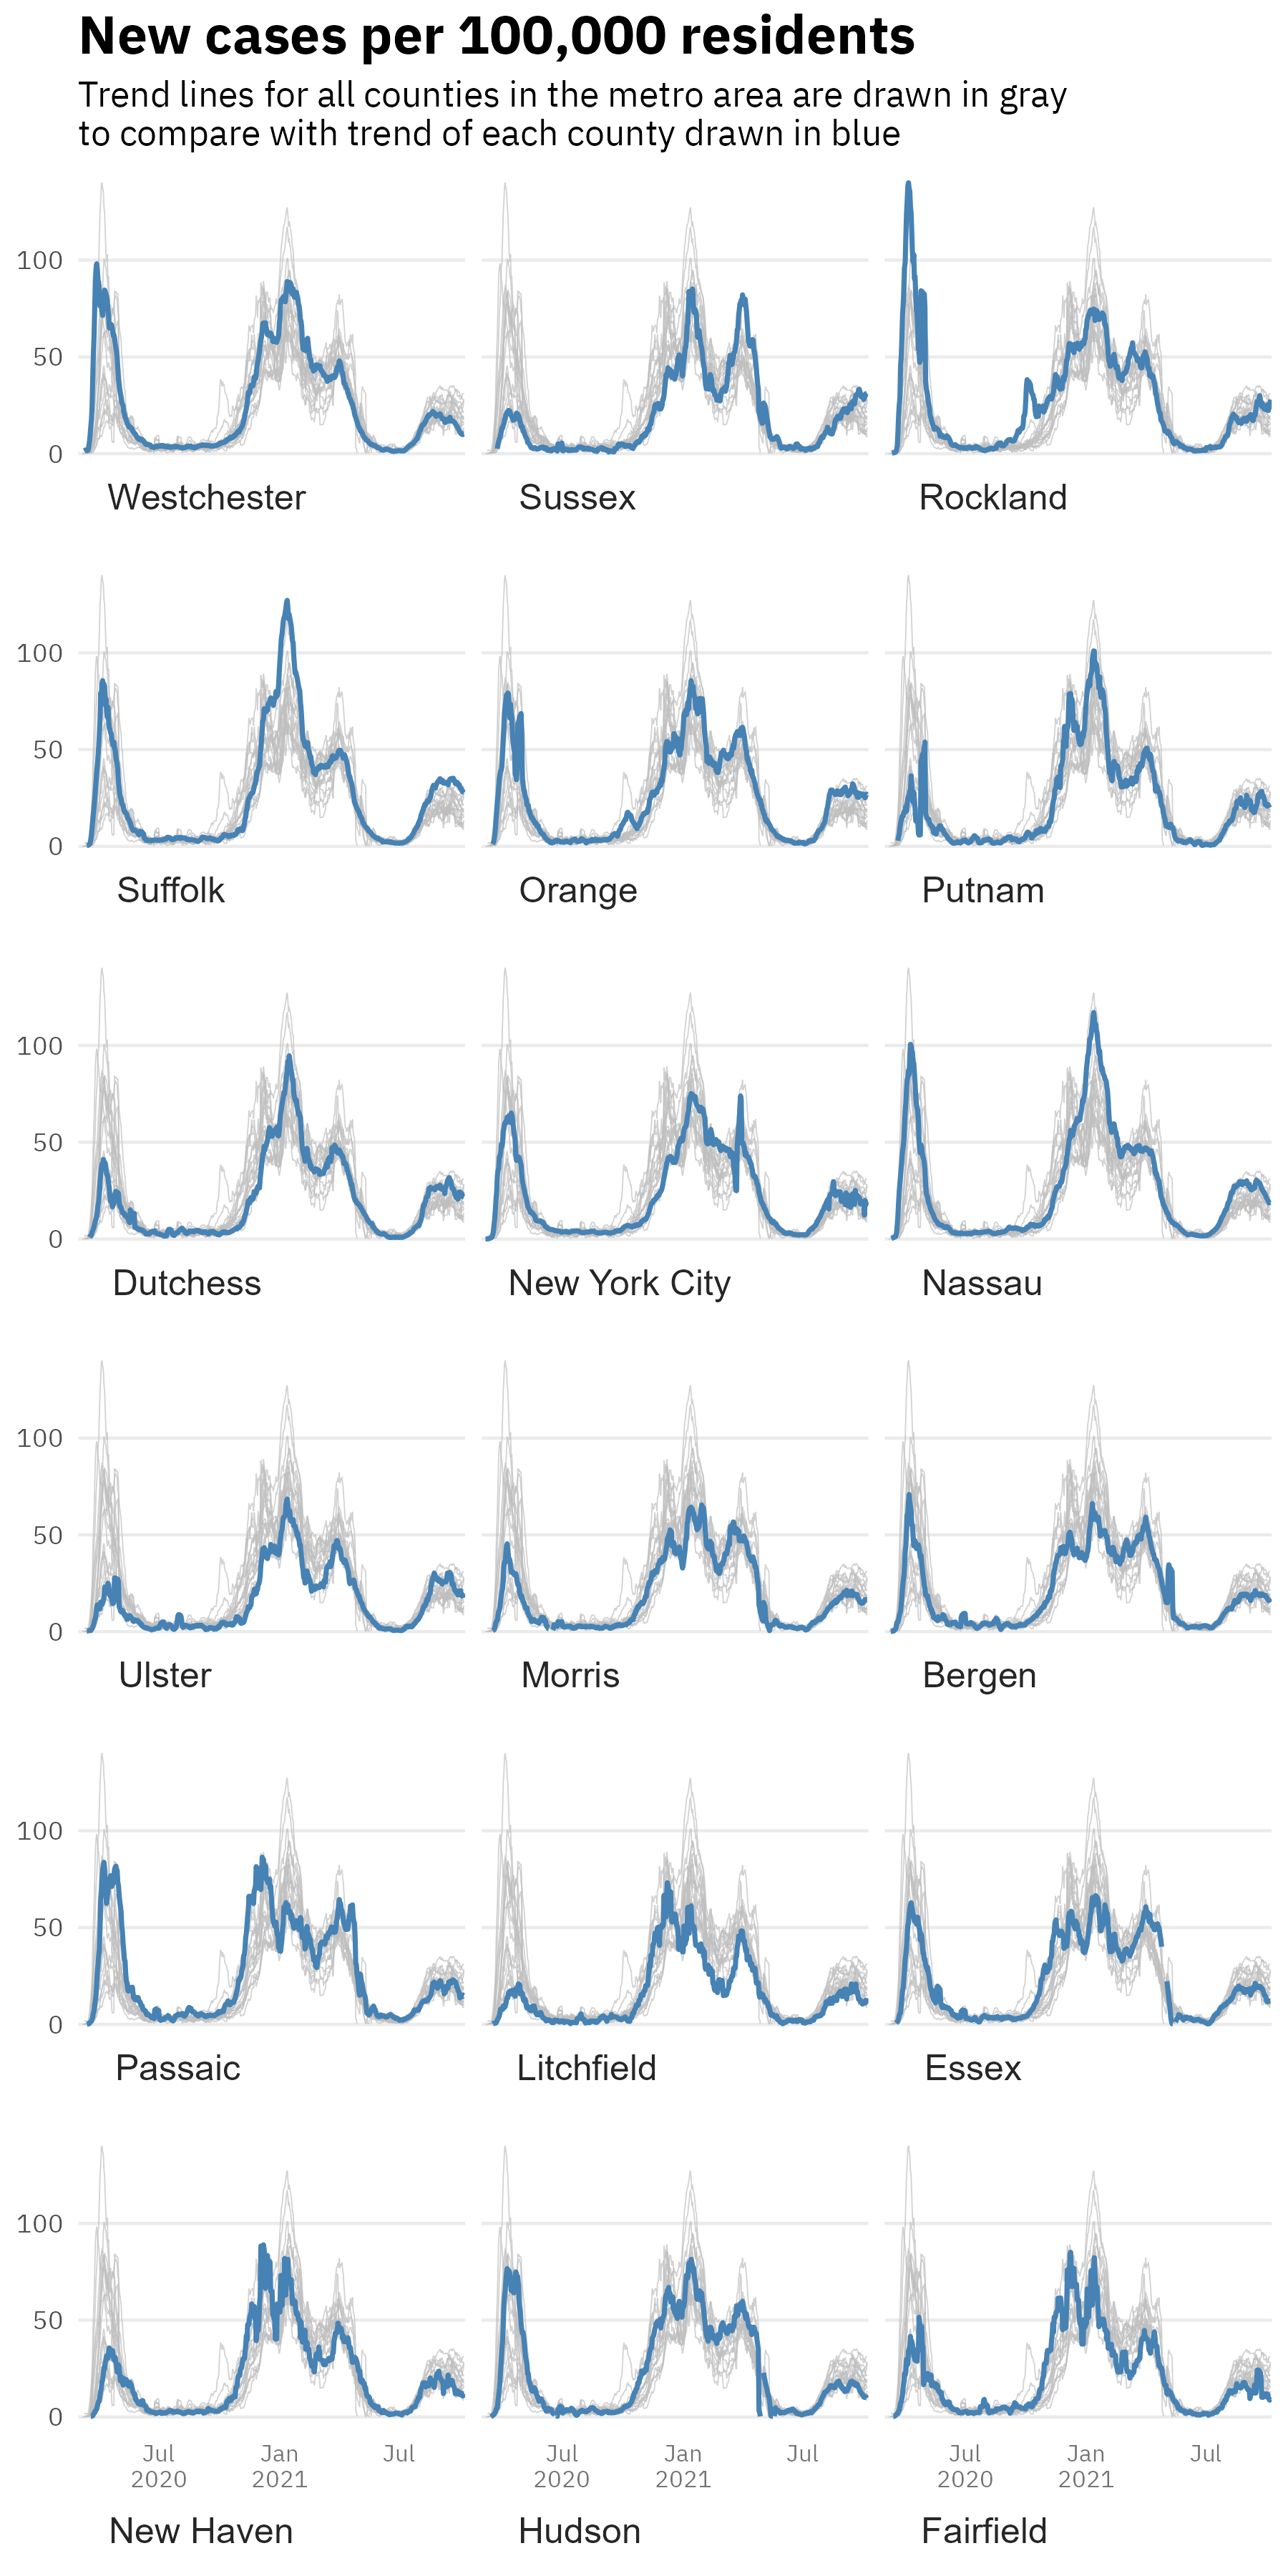 New cases per 100,000 residents
Trend lines for all counties in the metro area are drawn in gray
to compare with trend of each county drawn in blue
100
50
0
Westchester Sussex Rockland
100
50
0
Suffolk Orange Putnam
100
50
0
Dutchess New York City Nassau
100
50
0
Ulster Morris Bergen
100
50
0
Passaic Litchfield Essex
100
50
0
Jul Jan Jul Jul Jan Jul Jul Jan Jul
2020 2021 2020 2021 2020 2021
New Haven Hudson Fairfield